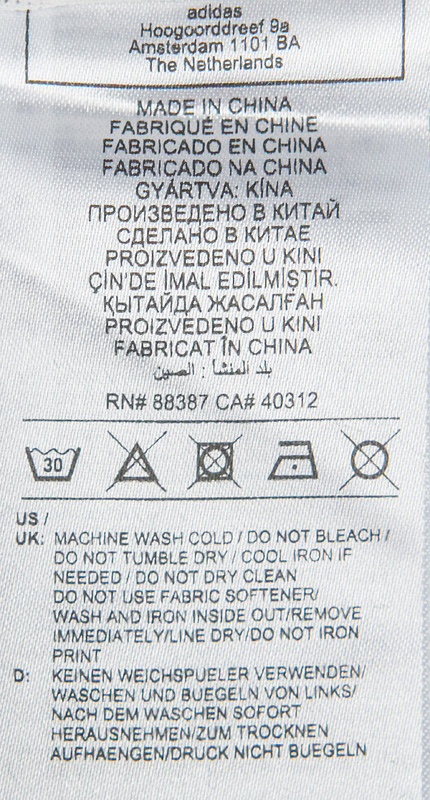 adidas
Hoogoorddreef 9a
Amsterdam 1101 BA
The Netherlands
MADE IN CHINA
FABRIQUÉ EN CHINE
FABRICADO EN CHINA
FABRICADO NA CHINA
GYÁRTVA: KÍNA
ПРОИЗВЕДЕНО В КИТАЙ
СДЕЛАНО В КИТАЕ
PROIZVEDENO U KINI
ÇİN'DE İMAL EDİLMİŞTİR.
ҚЫТАЙДА ЖАСАЛҒАН
PROIZVEDENO U KINI
FABRICAT ÎN CHINA
بلد المنشأ : الصين
RN# 88387 CA# 40312
30
US /
UK: MACHINE WASH COLD / DO NOT BLEACH /
DO NOT TUMBLE DRY / COOL IRON IF
NEEDED / DO NOT DRY CLEAN
DO NOT USE FABRIC SOFTENER/
WASH AND IRON INSIDE OUT/REMOVE
IMMEDIATELY/LINE DRY/DO NOT IRON
PRINT
D: KEINEN WEICHSPUELER VERWENDEN/
WASCHEN UND BUEGELN VON LINKS/
NACH DEM WASCHEN SOFORT
HERAUSNEHMEN/ZUM TROCKNEN
AUFHAENGEN/DRUCK NICHT BUEGELN